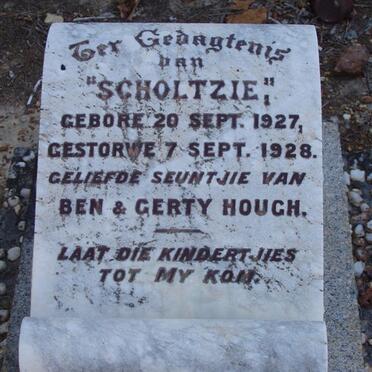 Ter Gedagtenis
van
"SCHOLTZIE,"
GEBORE 20 SEPT. 1927,
GESTORWE 7 SEPT. 1928.
GELIEFDE SEUNTJIE VAN
BEN & GERTY HOUGH.
LAAT DIE KINDERTJIES
TOT MY KOM.